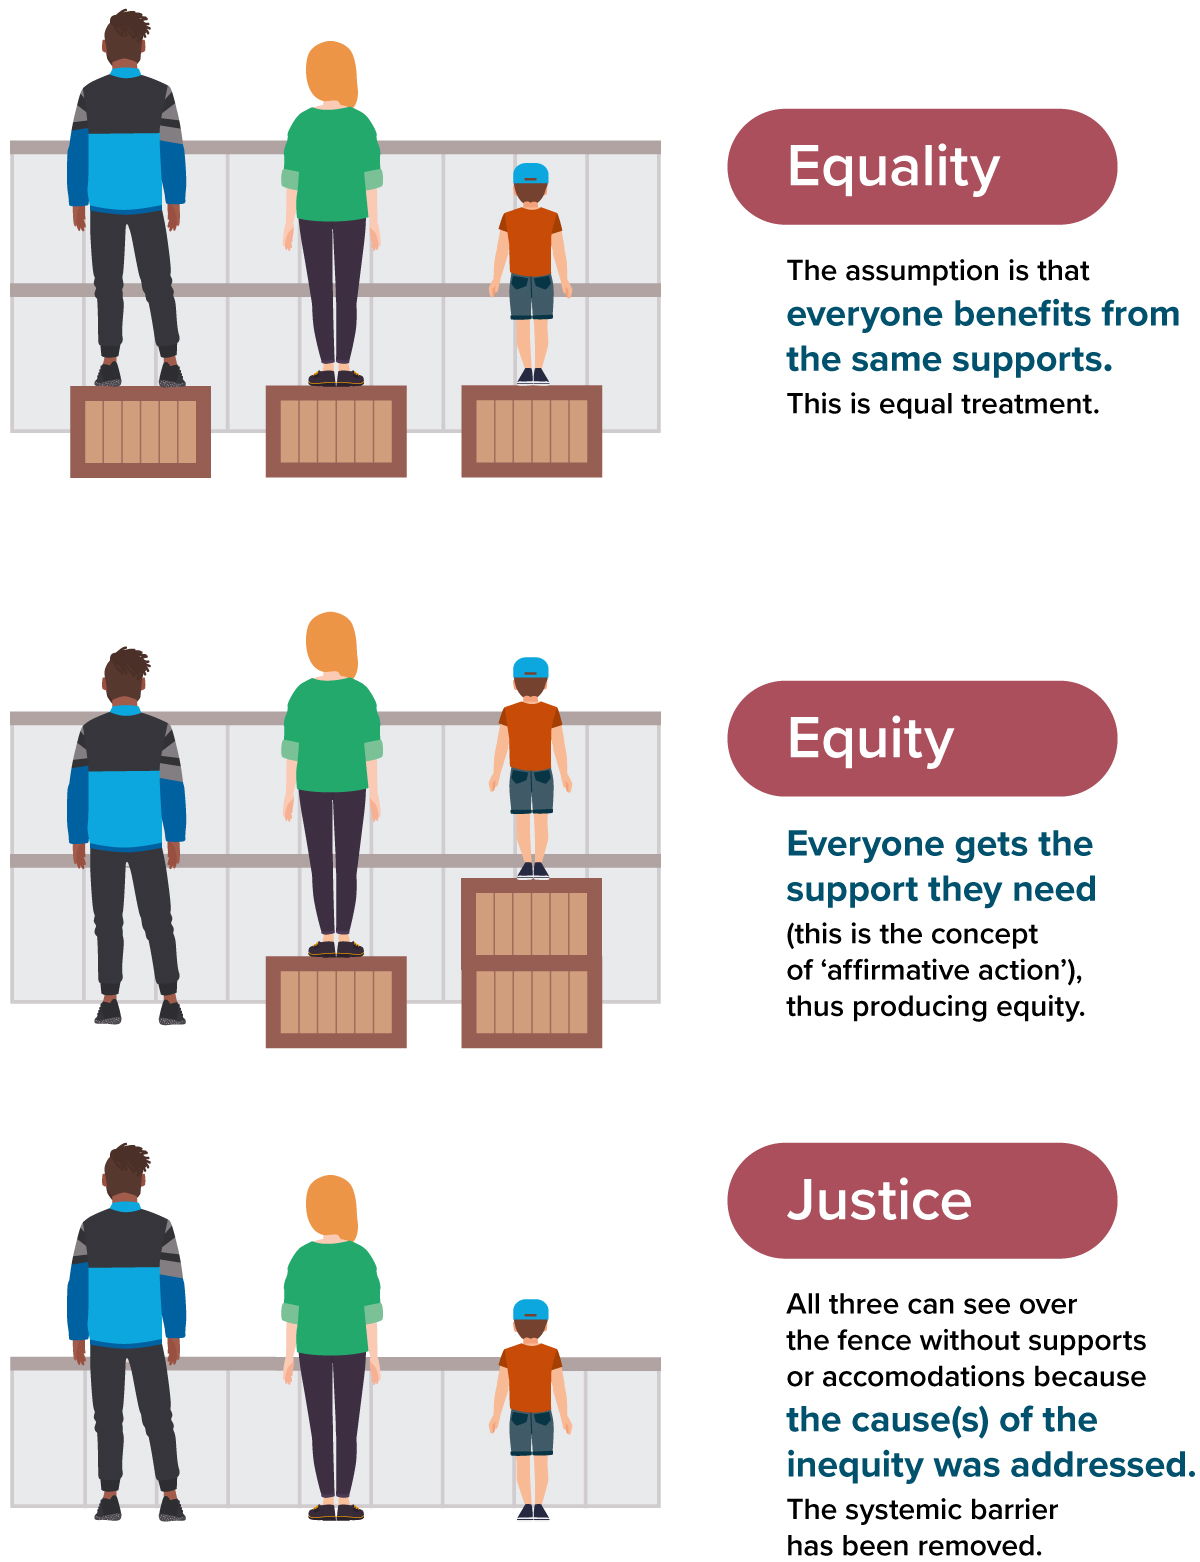 Equality
The assumption is that
everyone benefits from
the same supports.
This is equal treatment.
Equity
Everyone gets the
support they need
(this is the concept
of ‘affirmative action’),
thus producing equity.
Justice
All three can see over
the fence without supports
or accomodations because
the cause(s) of the
inequity was addressed.
The systemic barrier
has been removed.